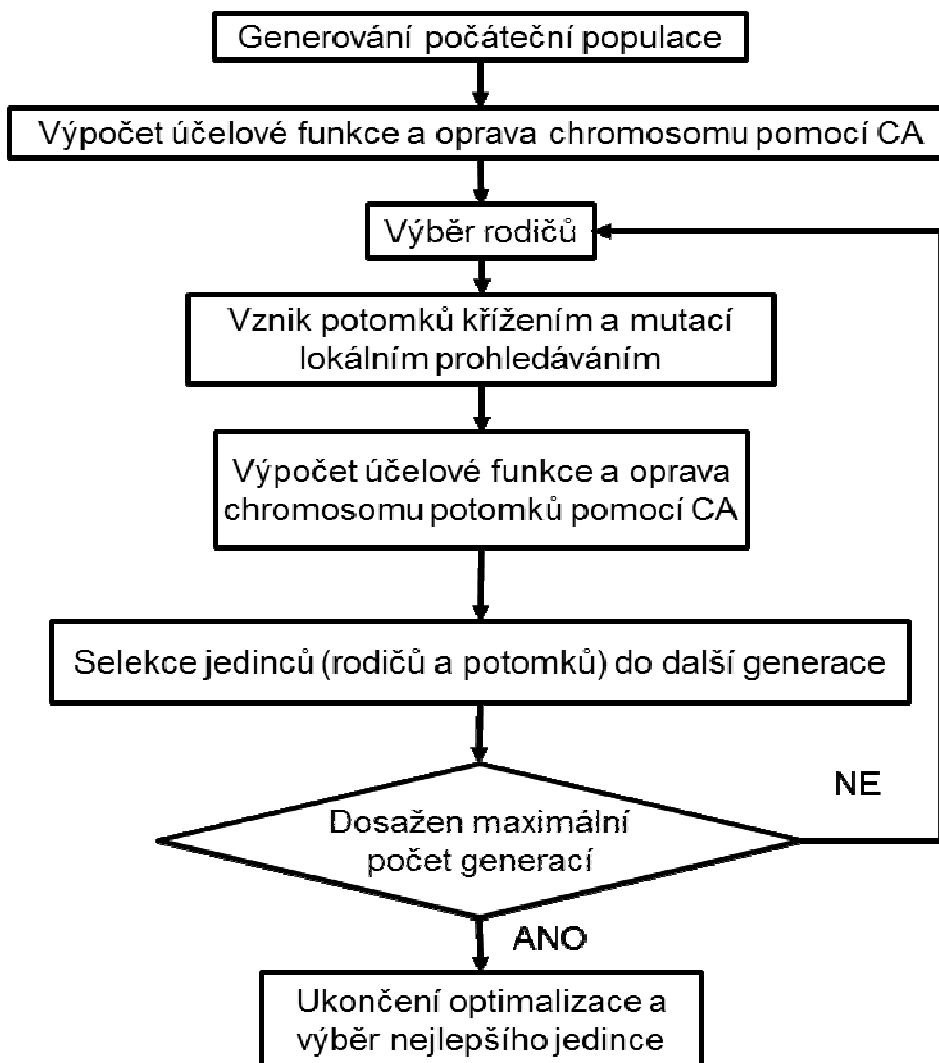 Generování počáteční populace
Výpočet účelové funkce a oprava chromosomu pomocí CA
Výběr rodičů
Vznik potomků křížením a mutací
lokálním prohledáváním
Výpočet účelové funkce a oprava
chromosomu potomků pomocí CA
Selekce jedinců (rodičů a potomků) do další generace
NE
Dosažen maximální
počet generací
ANO
Ukončení optimalizace a
výběr nejlepšího jedince